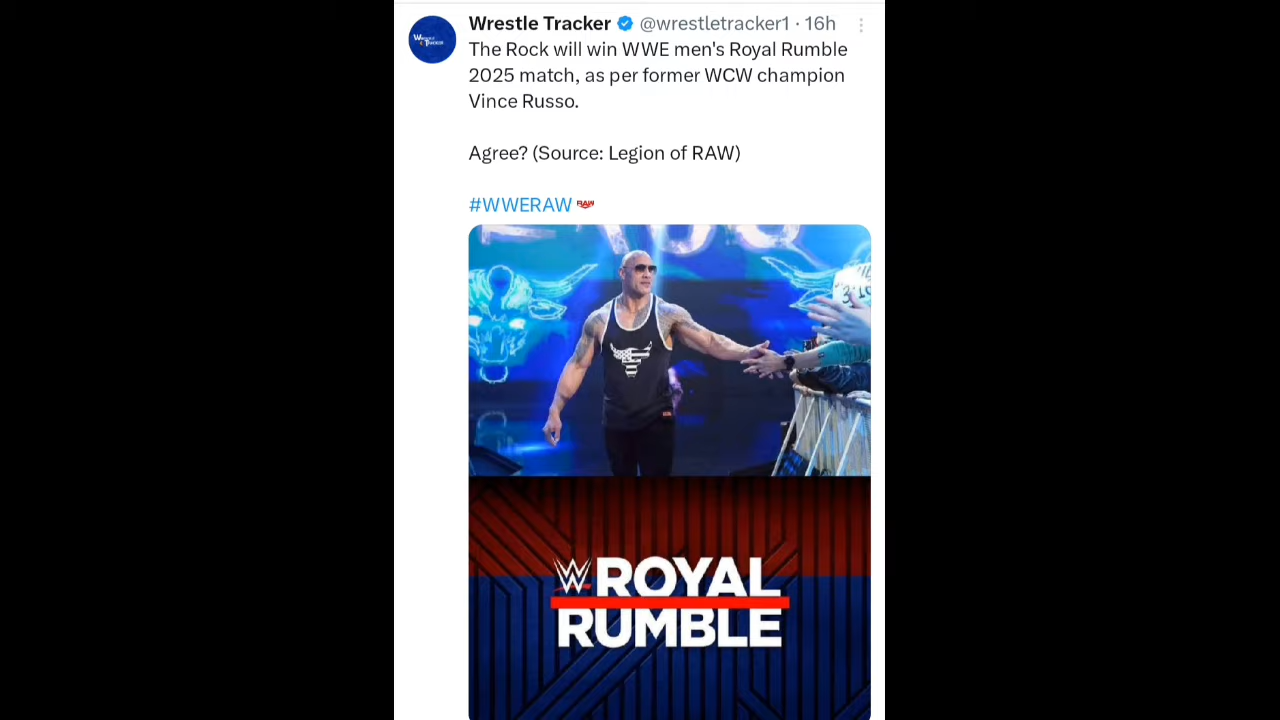 Wrestle Tracker @wrestletracker1 · 16h
The Rock will win WWE men's Royal Rumble
2025 match, as per former WCW champion
Vince Russo.
Agree? (Source: Legion of RAW)
#WWERAW RAW
ROYAL
RUMBLE